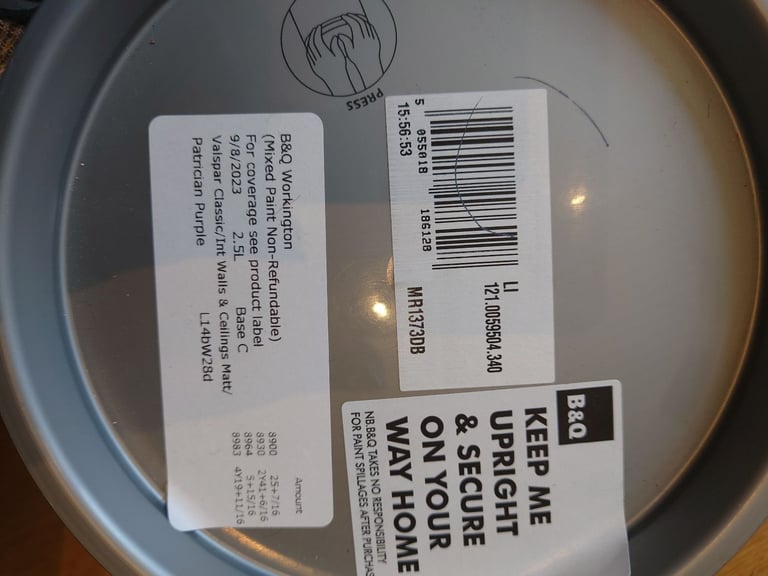 PRESS
B&Q Workington
(Mixed Paint Non-Refundable)
For coverage see product label
9/8/2023 2.5L Base C
Valspar Classic/Int Walls & Ceilings Matt/
Patrician Purple L14bW28d
Amount
8900 25+7/16
8930 2Y41+6/16
8964 5+15/16
8983 4Y19+11/16
LI
121.0059504.340
5 055018 186128
15:56:53 MR1373DB
B&Q
KEEP ME
UPRIGHT
& SECURE
ON YOUR
WAY HOME
NB.B&Q TAKES NO RESPONSIBILITY
FOR PAINT SPILLAGES AFTER PURCHAS